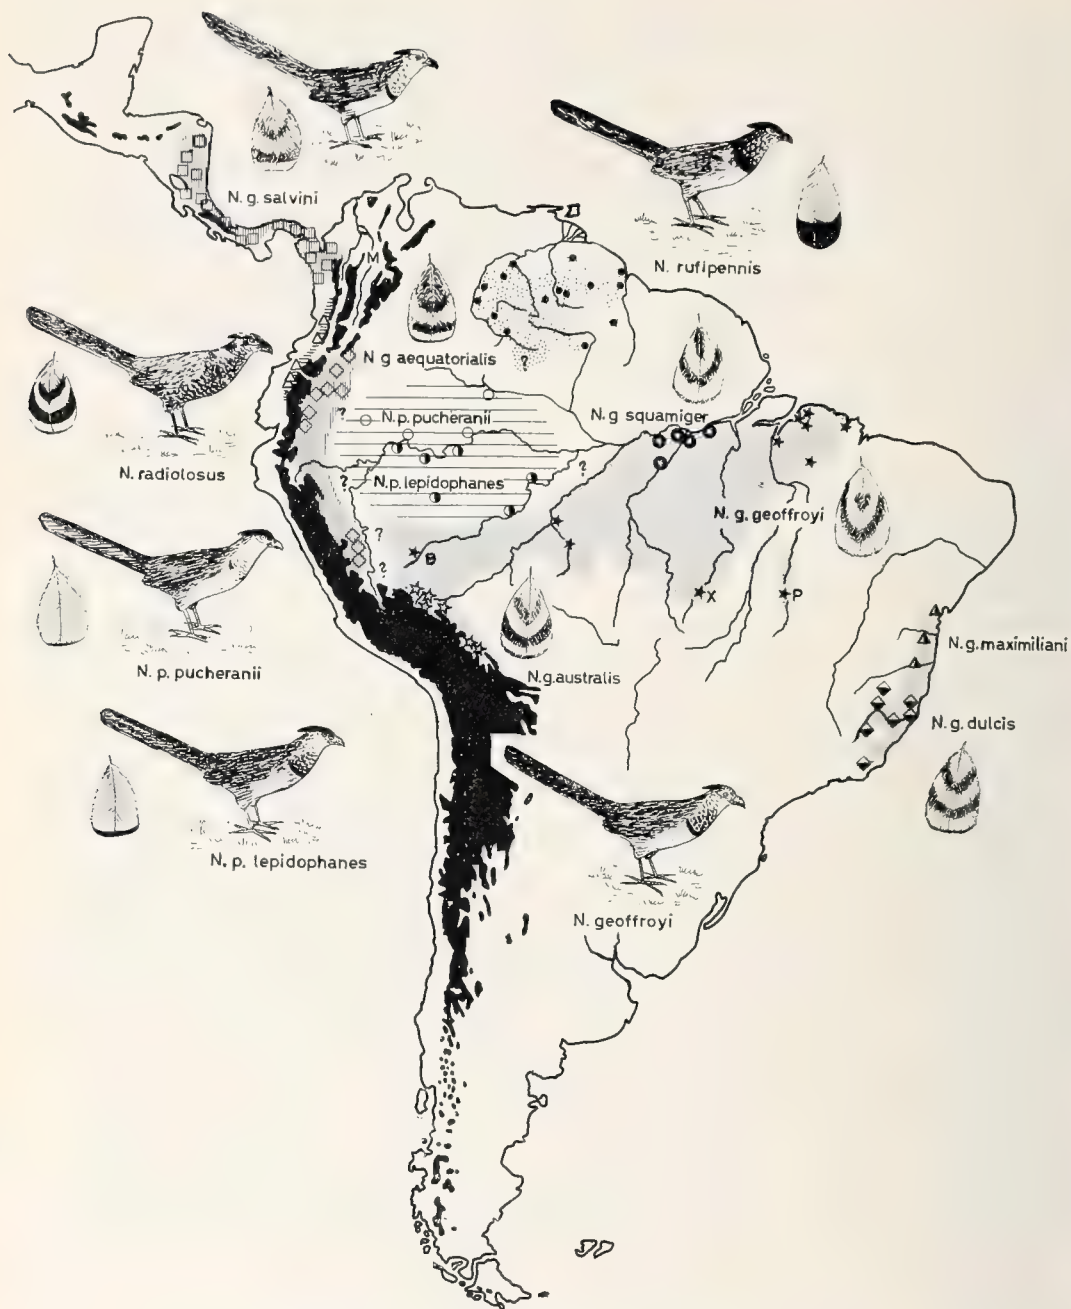 N. g. salvini
N. rufipennis
M
N g aequatorialis
N. radiolosus
?
?
N. p. pucheranii
N. g squamiger
?
N. p. lepidophanes
?
N. g. geoffroyi
?
B
?
X
P
N. p. pucheranii
N. g. australis
N. g. maximiliani
N. g. dulcis
N. p. lepidophanes
N. geoffroyi